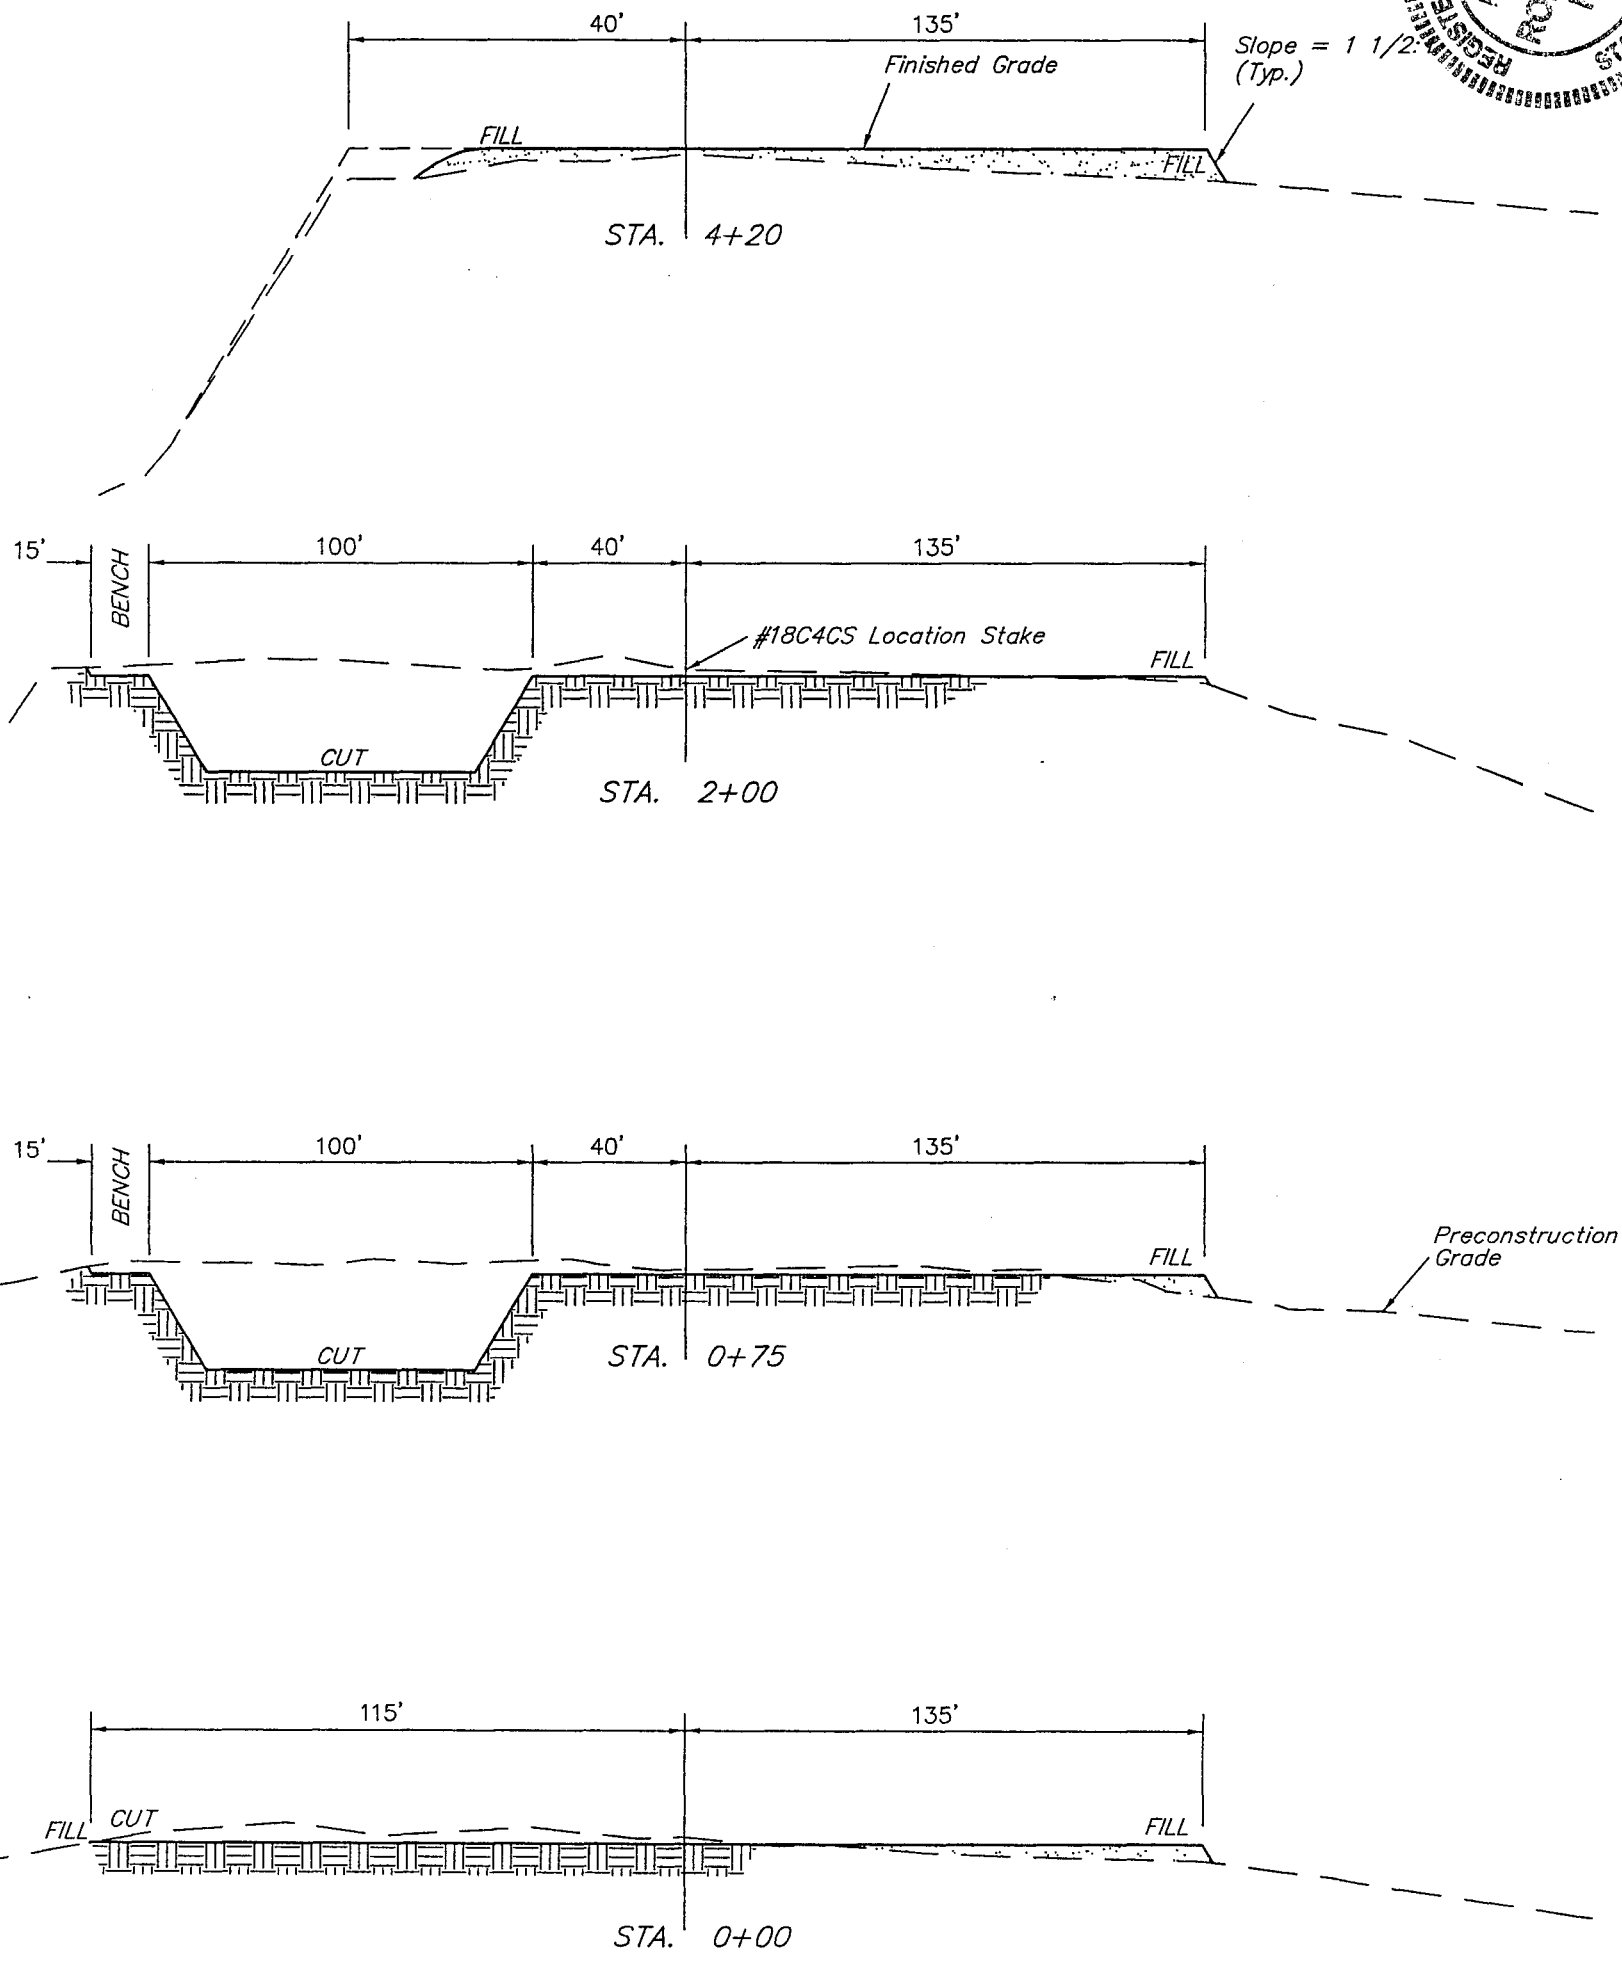 40' 135'
Slope = 1 1/2:
(Typ.)
Finished Grade
REGISTE
FILL
FILL
STA. 4+20
15' BENCH 100' 40' 135'
#18C4CS Location Stake
FILL
CUT
STA. 2+00
15' BENCH 100' 40' 135'
Preconstruction
Grade
FILL
CUT
STA. 0+75
115' 135'
FILL CUT FILL
STA. 0+00